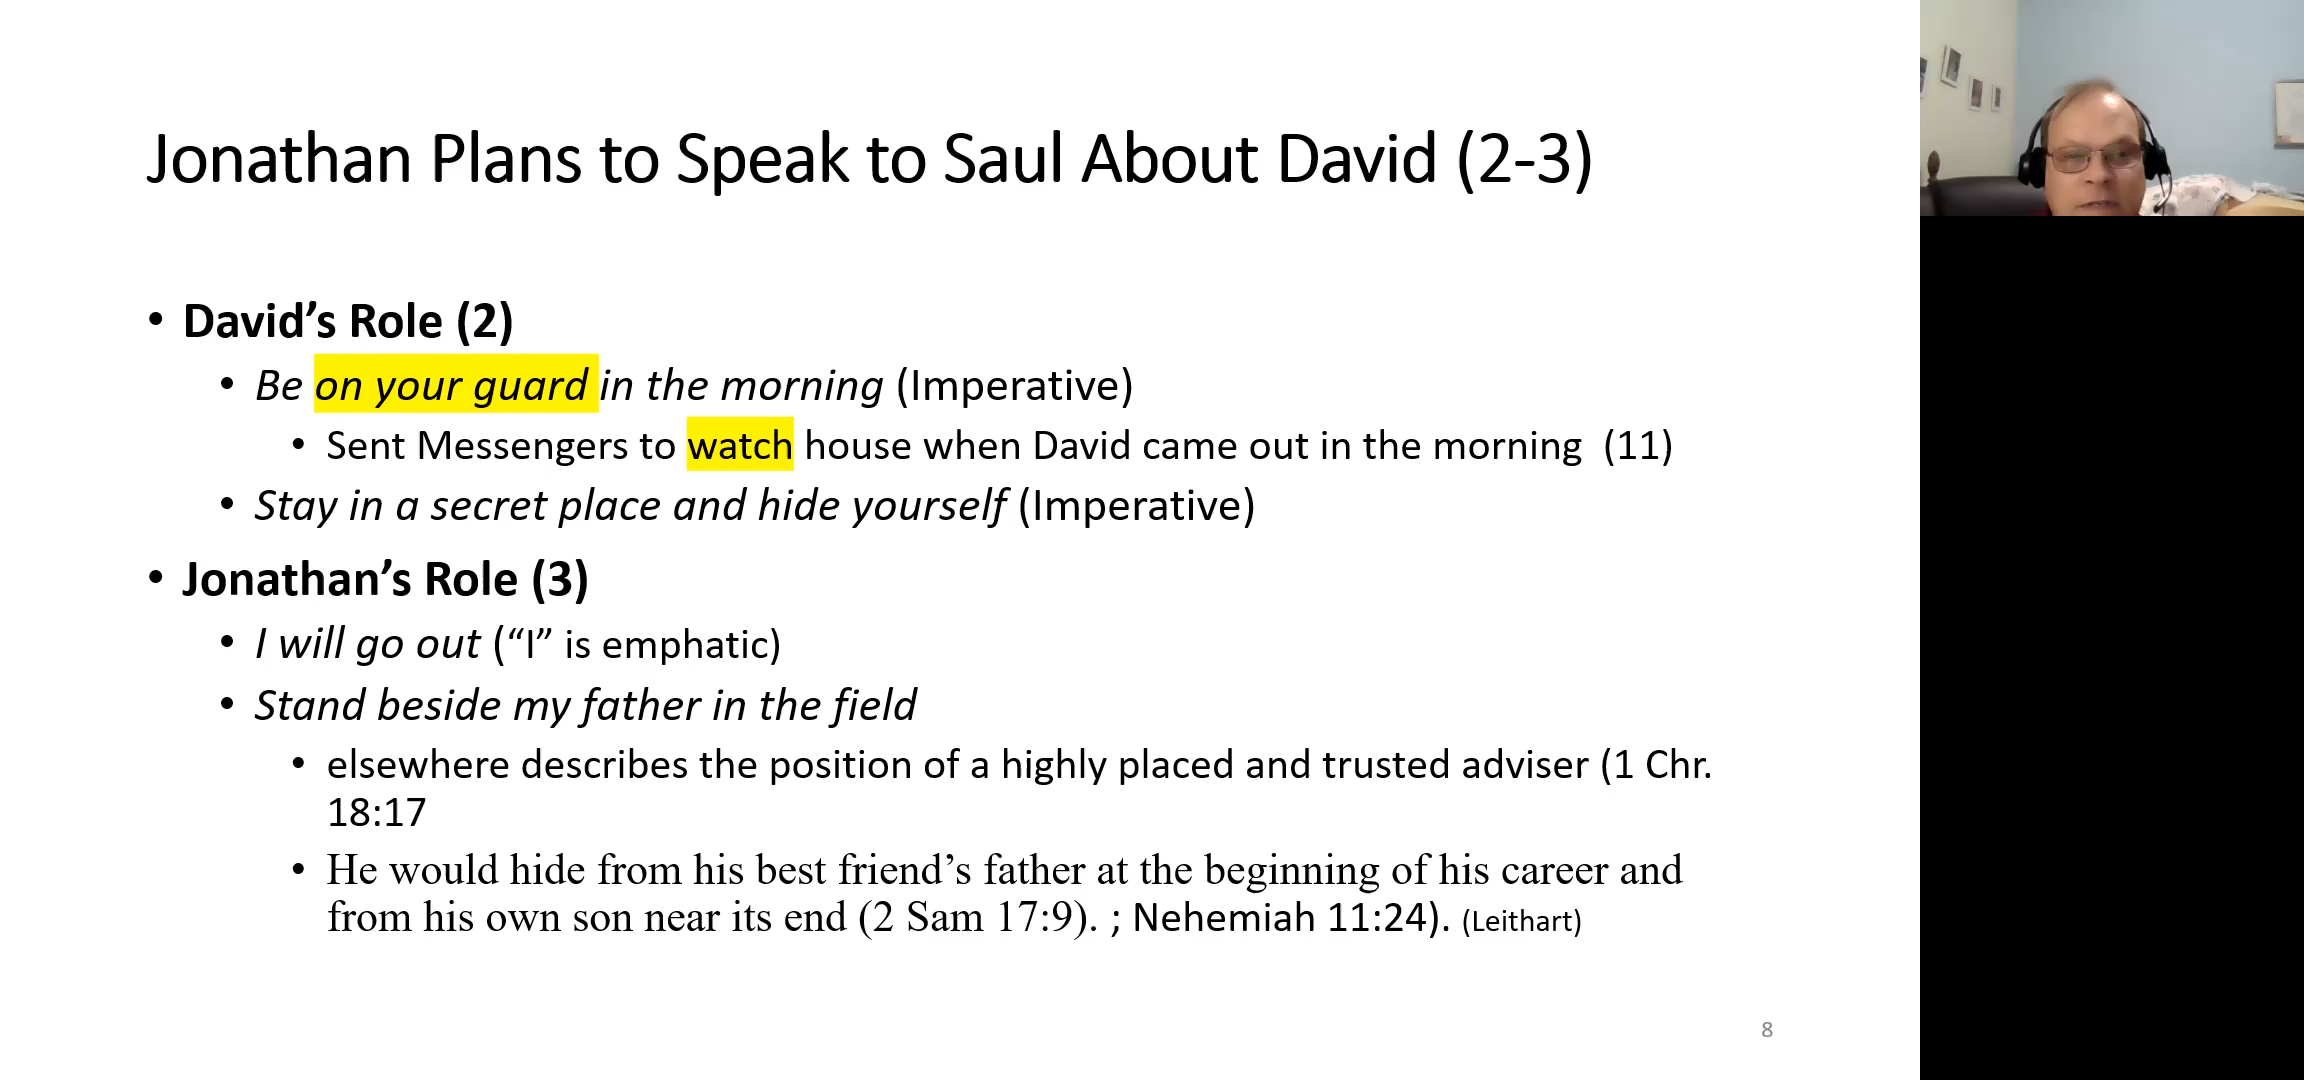 Jonathan Plans to Speak to Saul About David (2-3)
• David’s Role (2)
• Be on your guard in the morning (Imperative)
• Sent Messengers to watch house when David came out in the morning  (11)
• Stay in a secret place and hide yourself (Imperative)
• Jonathan’s Role (3)
• I will go out (“I” is emphatic)
• Stand beside my father in the field
• elsewhere describes the position of a highly placed and trusted adviser (1 Chr.
18:17
• He would hide from his best friend’s father at the beginning of his career and
from his own son near its end (2 Sam 17:9). ; Nehemiah 11:24). (Leithart)
8